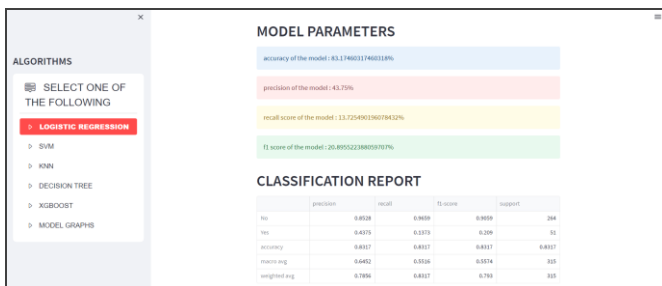 ×
≡
ALGORITHMS
SELECT ONE OF
THE FOLLOWING
LOGISTIC REGRESSION
SVM
KNN
DECISION TREE
XGBOOST
MODEL GRAPHS
MODEL PARAMETERS
accuracy of the model : 83.17460317460318%
precision of the model : 43.75%
recall score of the model : 13.725490196078432%
f1 score of the model : 20.895522388059707%
CLASSIFICATION REPORT
precision recall f1-score support
No 0.8528 0.9659 0.9059 264
Yes 0.4375 0.1373 0.209 51
accuracy 0.8317 0.8317 0.8317 0.8317
macro avg 0.6452 0.5516 0.5574 315
weighted avg 0.7856 0.8317 0.793 315